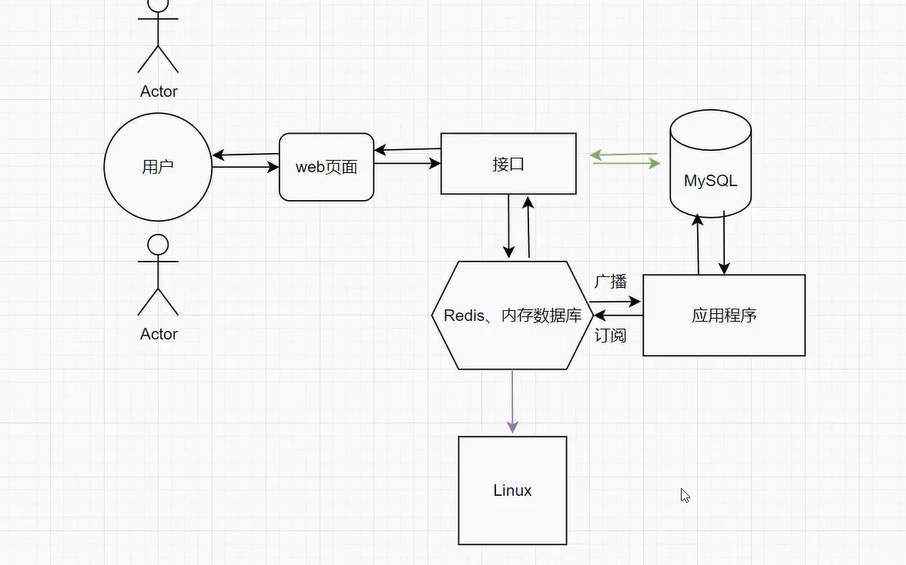 Actor
用户
web页面
接口
MySQL
Actor
Redis、内存数据库
广播
订阅
应用程序
Linux